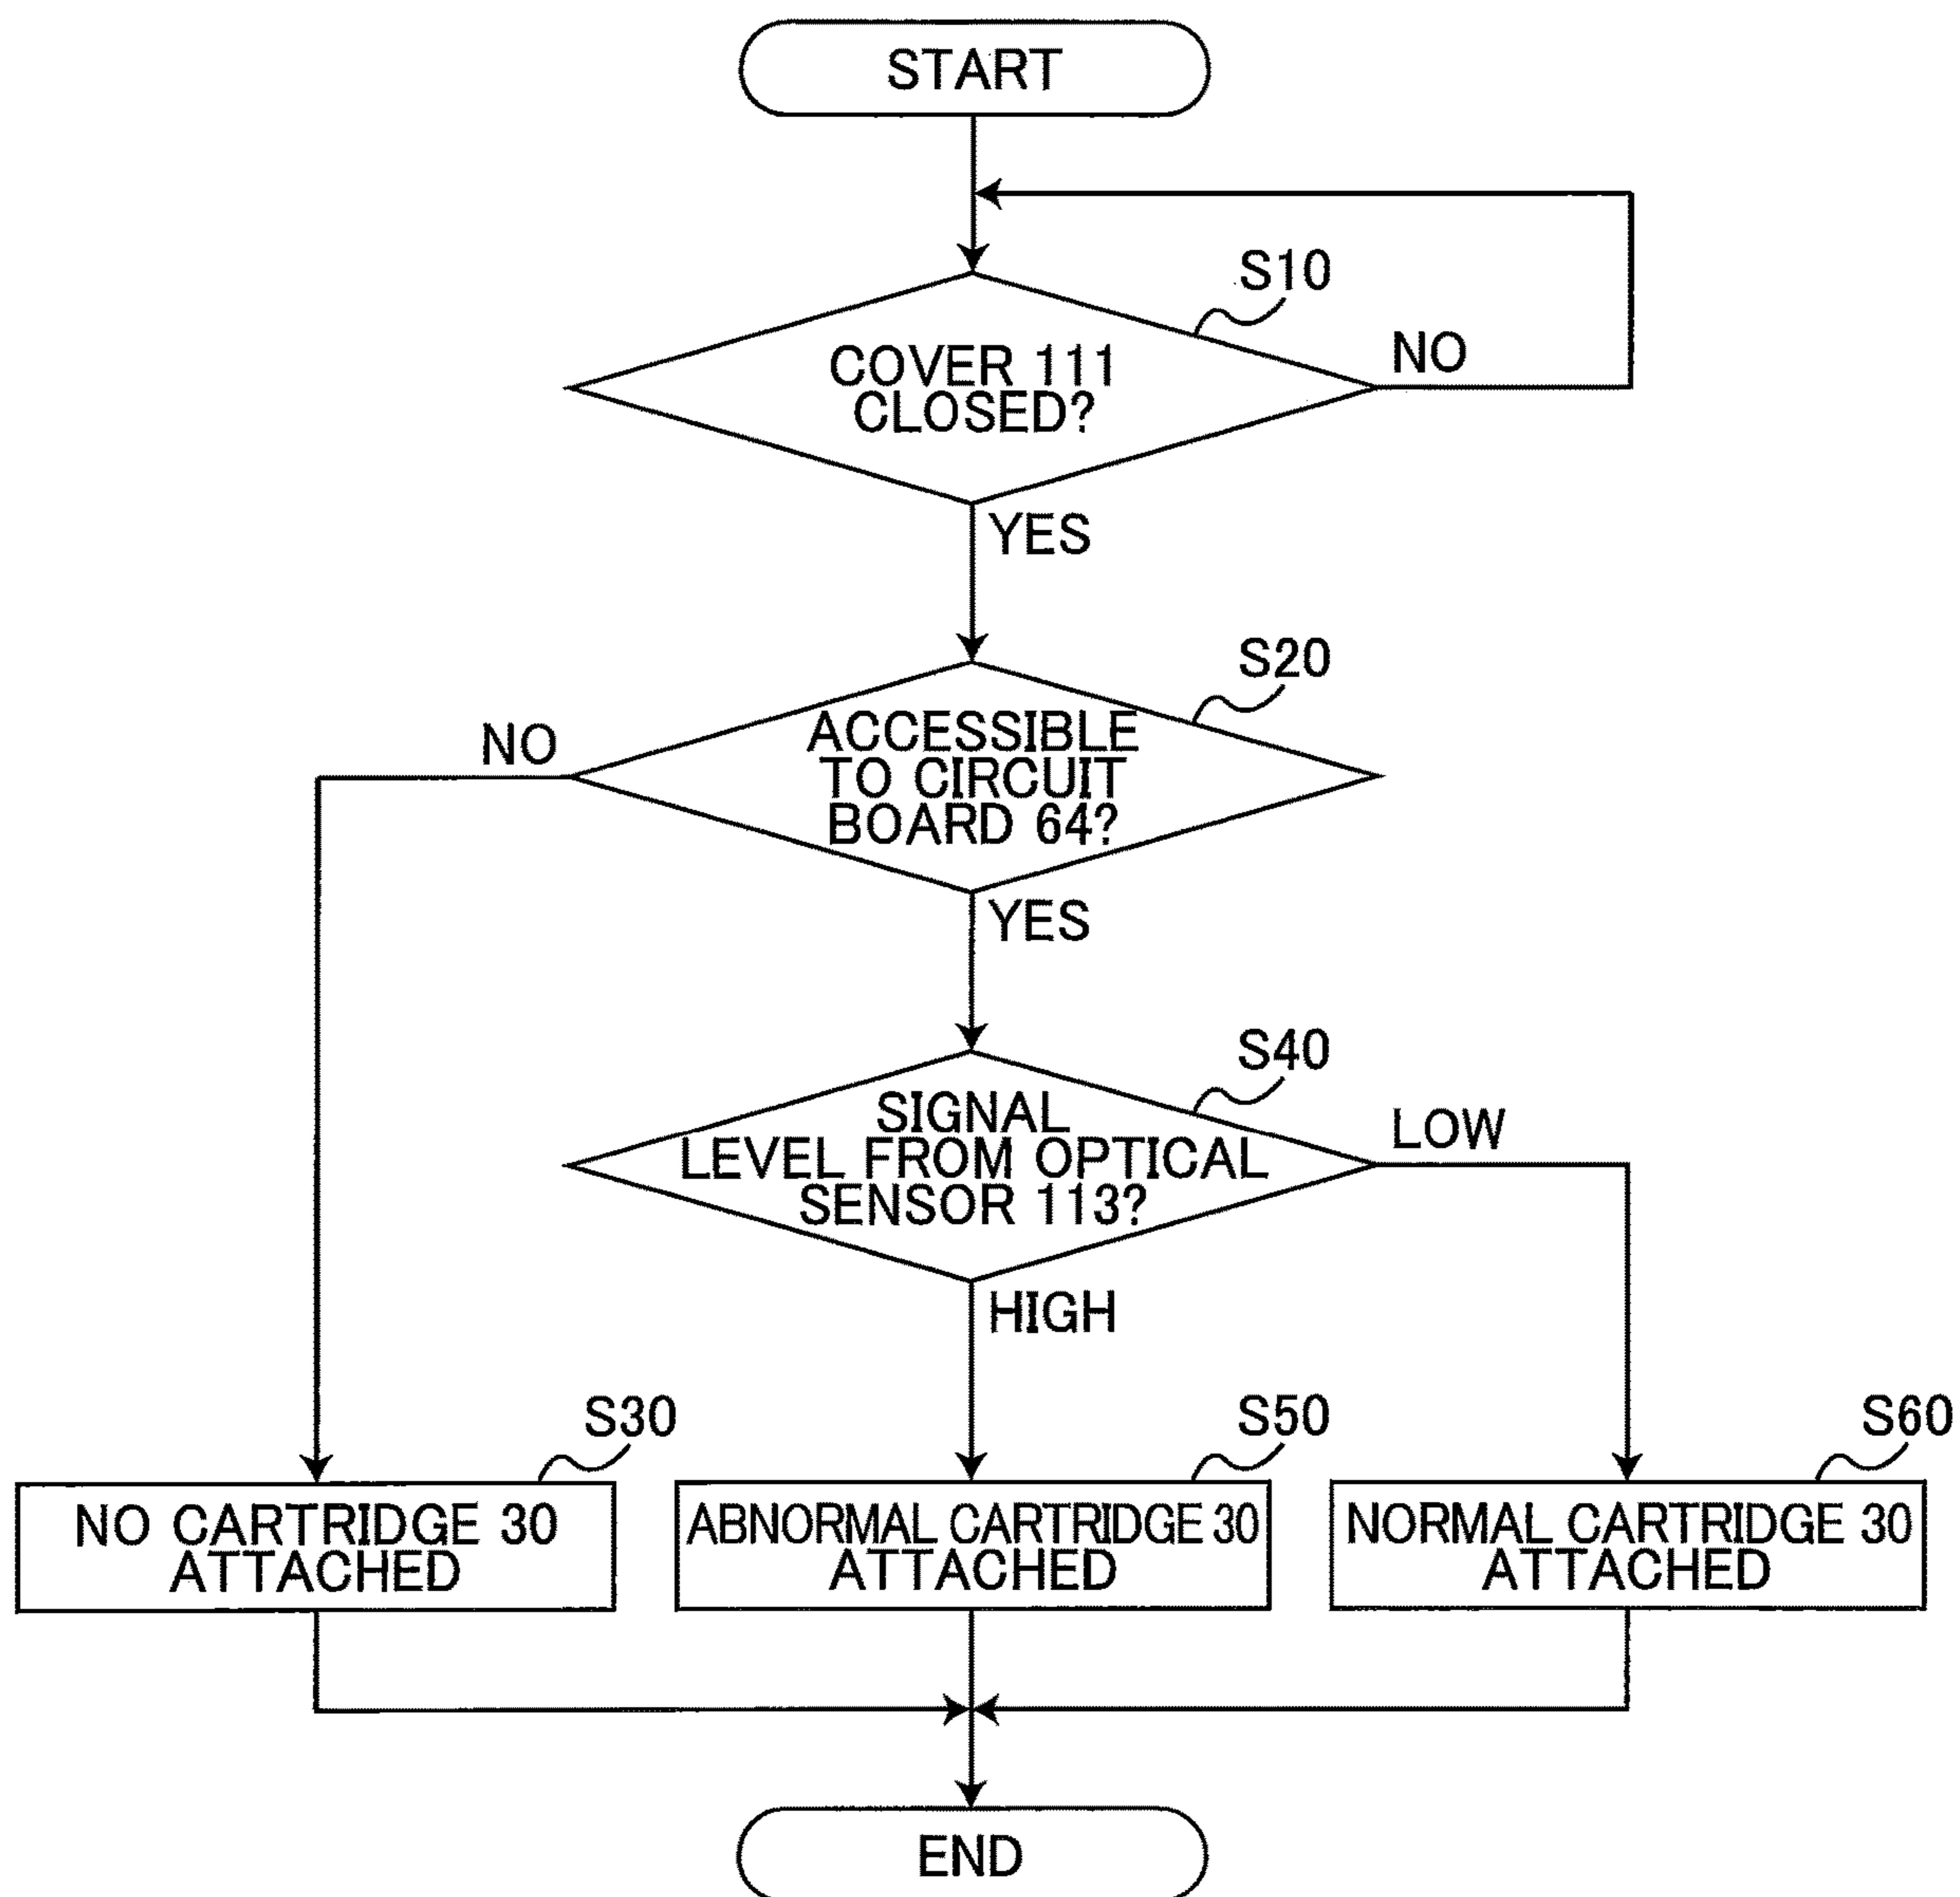 START
S10
COVER 111
CLOSED?
NO
YES
S20
ACCESSIBLE
TO CIRCUIT
BOARD 64?
NO
YES
S40
SIGNAL
LEVEL FROM OPTICAL
SENSOR 113?
LOW
HIGH
S30
NO CARTRIDGE 30
ATTACHED
S50
ABNORMAL CARTRIDGE 30
ATTACHED
S60
NORMAL CARTRIDGE 30
ATTACHED
END